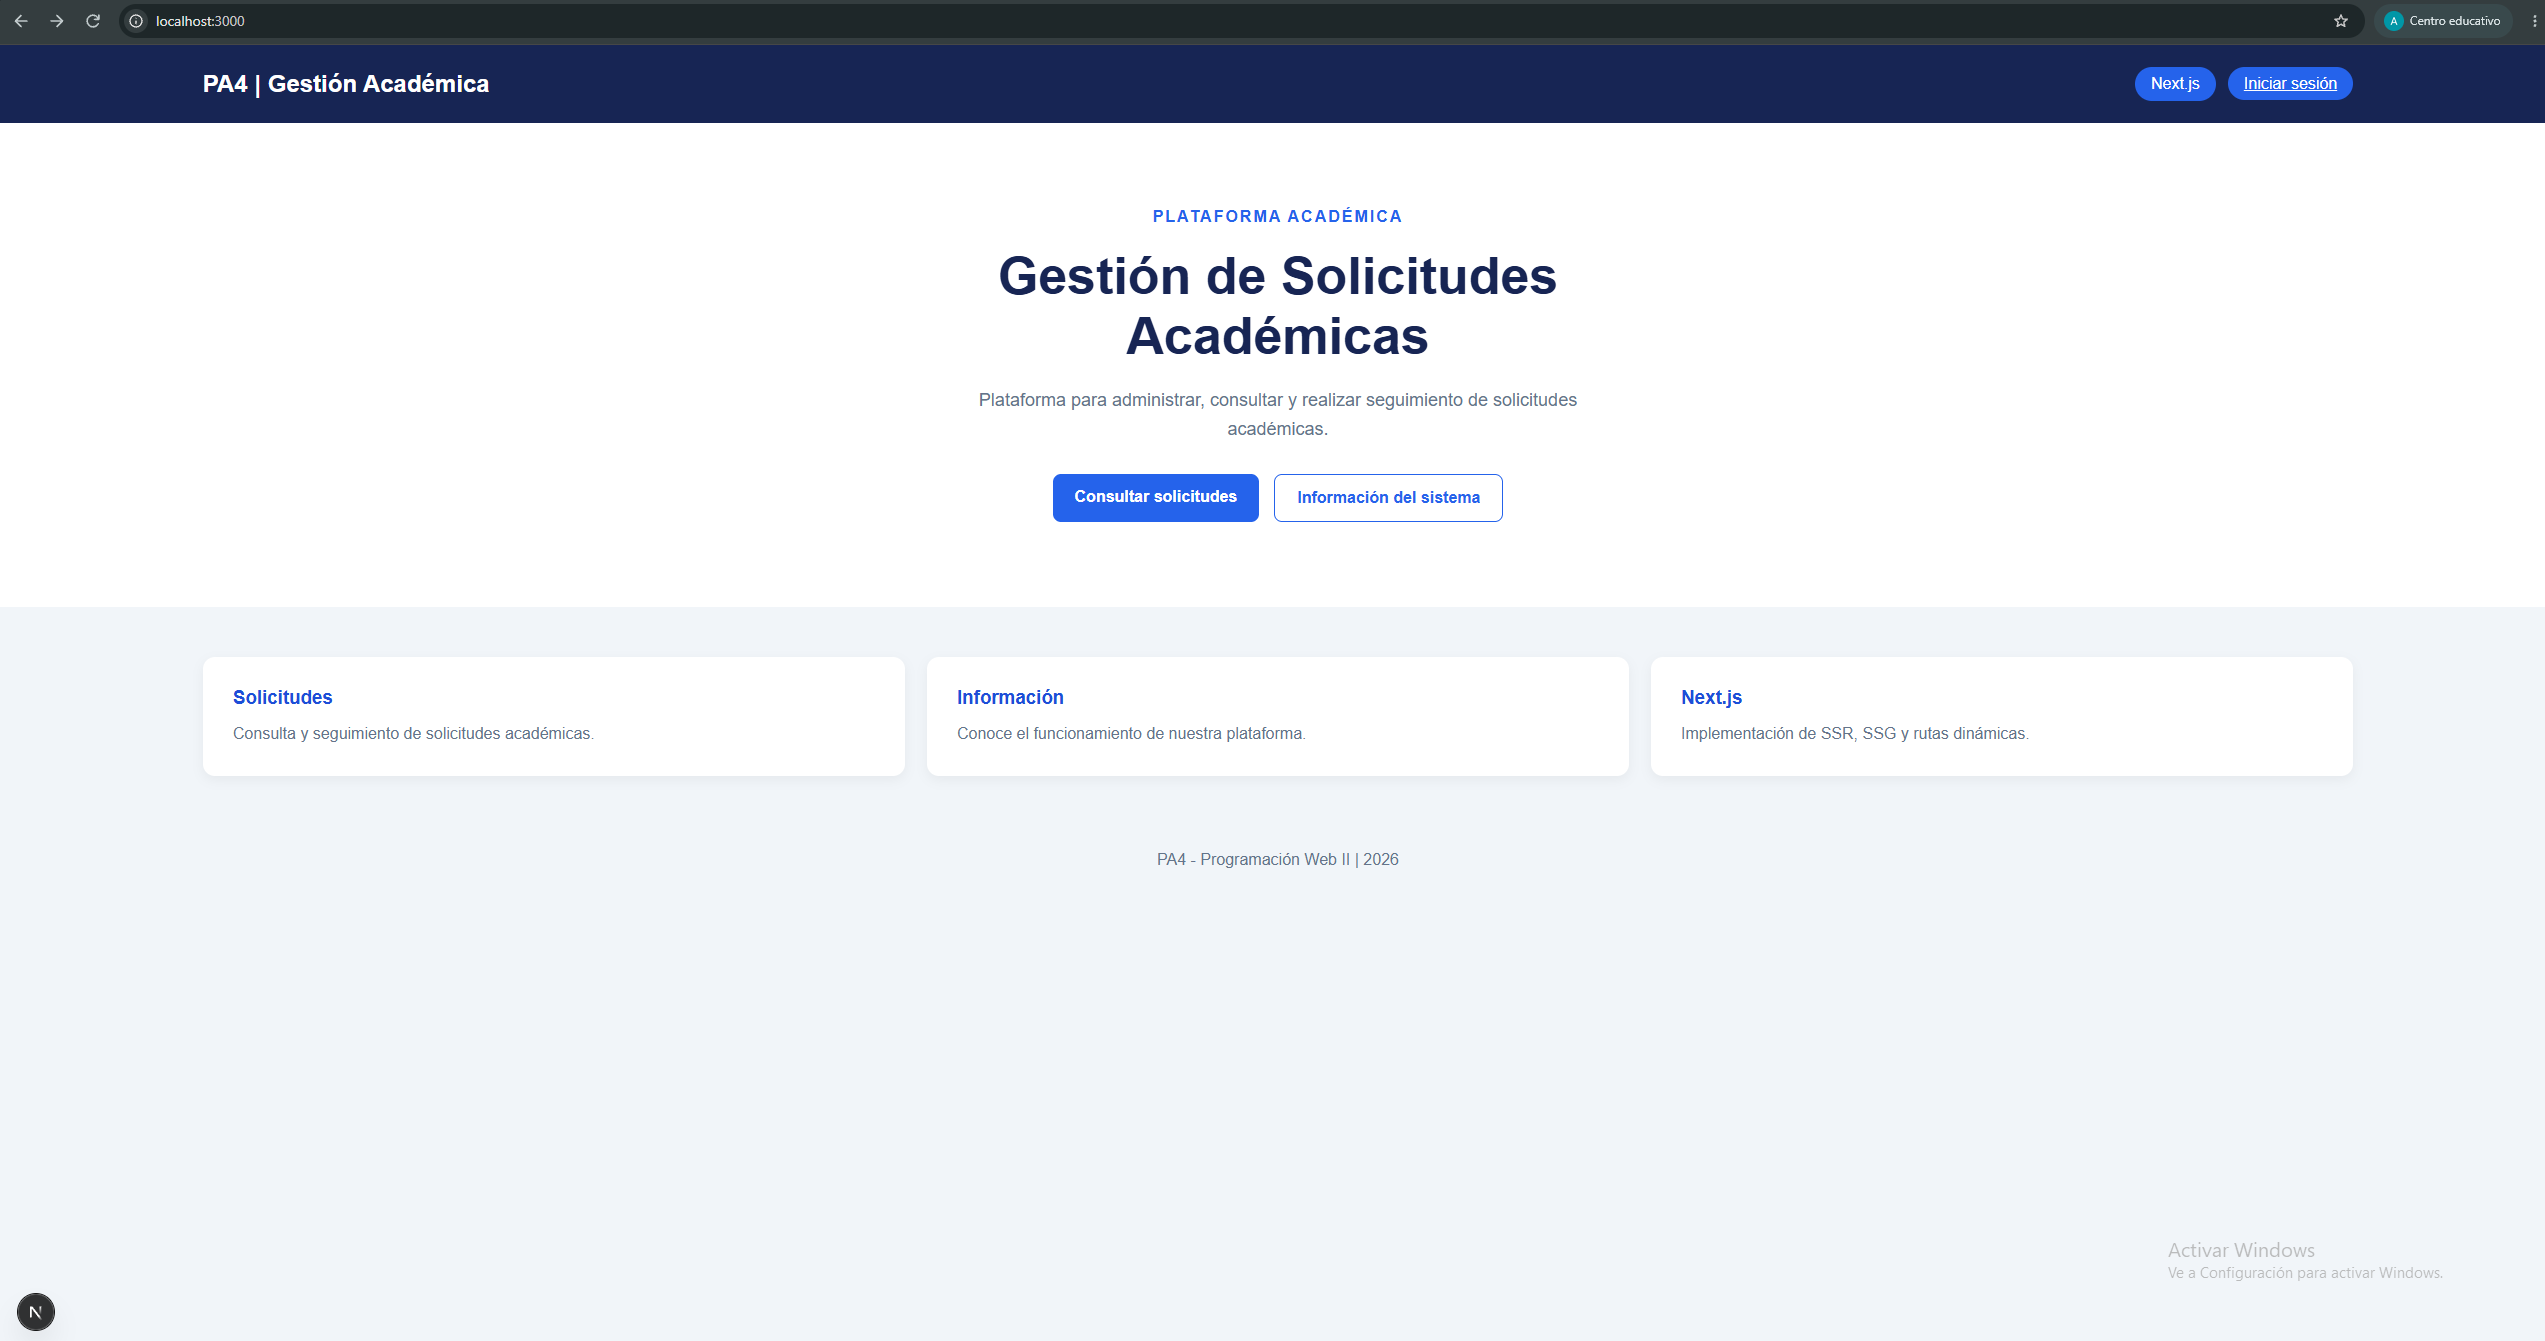 localhost:3000
A Centro educativo
PA4 | Gestión Académica
Next.js
Iniciar sesión
PLATAFORMA ACADÉMICA
Gestión de Solicitudes
Académicas
Plataforma para administrar, consultar y realizar seguimiento de solicitudes
académicas.
Consultar solicitudes
Información del sistema
Solicitudes
Consulta y seguimiento de solicitudes académicas.
Información
Conoce el funcionamiento de nuestra plataforma.
Next.js
Implementación de SSR, SSG y rutas dinámicas.
PA4 - Programación Web II | 2026
Activar Windows
Ve a Configuración para activar Windows.
N